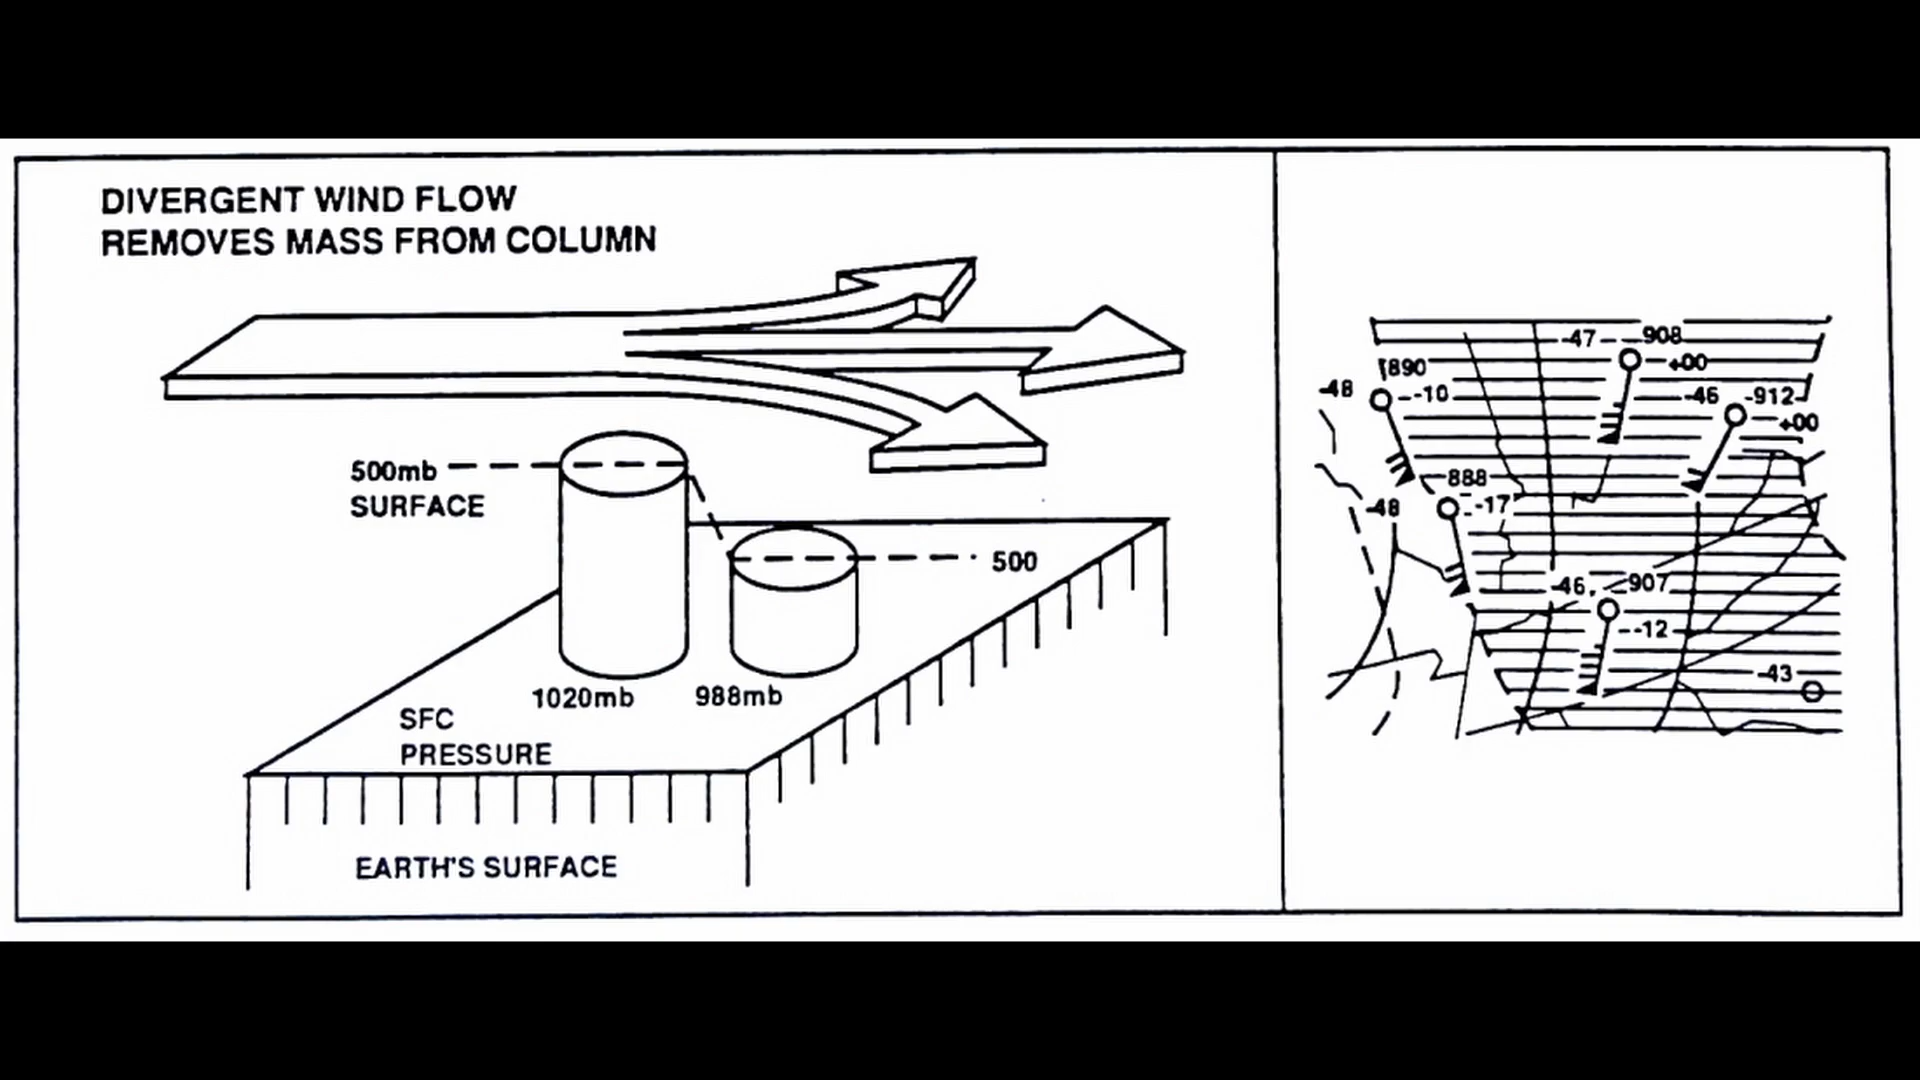 DIVERGENT WIND FLOW
REMOVES MASS FROM COLUMN
500mb
SURFACE
500
1020mb
988mb
SFC
PRESSURE
EARTH'S SURFACE
-47
908
+00
890
-48
-10
-46
-912
+00
888
-48
-17
-46
907
-12
-43